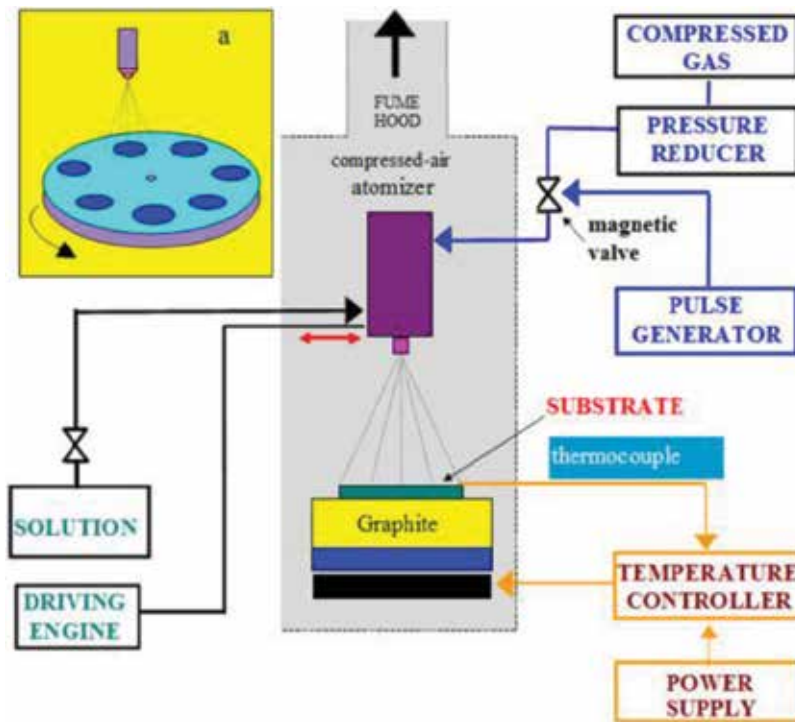 a
FUME
HOOD
compressed-air
atomizer
COMPRESSED
GAS
PRESSURE
REDUCER
magnetic
valve
PULSE
GENERATOR
SUBSTRATE
thermocouple
Graphite
SOLUTION
DRIVING
ENGINE
TEMPERATURE
CONTROLLER
POWER
SUPPLY